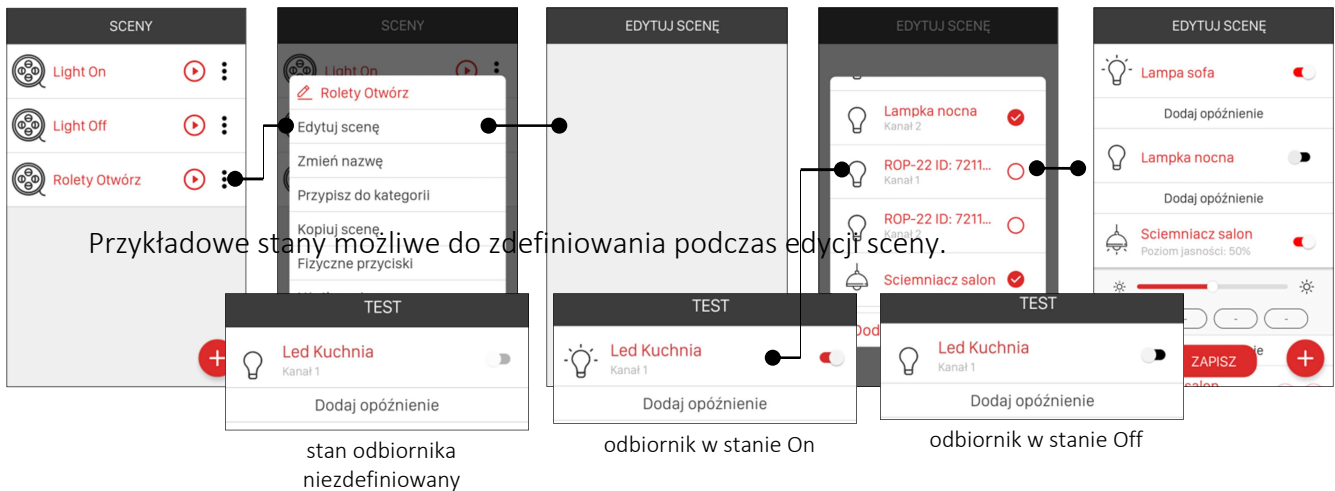 SCENY
Light On
Light Off
Rolety Otwórz
SCENY
Light On
Rolety Otwórz
Edytuj scenę
Zmień nazwę
Przypisz do kategorii
Kopiuj scenę
Fizyczne przyciski
EDYTUJ SCENĘ
EDYTUJ SCENĘ
Lampka nocna
Kanał 2
ROP-22 ID: 7211...
Kanał 1
ROP-22 ID: 7211...
Kanał 2
Sciemniacz salon
Dod
EDYTUJ SCENĘ
Lampa sofa
Dodaj opóźnienie
Lampka nocna
Dodaj opóźnienie
Sciemniacz salon
Poziom jasności: 50%
- -
ie
ZAPISZ
salon
Przykładowe stany możliwe do zdefiniowania podczas edycji sceny.
TEST
Led Kuchnia
Kanał 1
Dodaj opóźnienie
stan odbiornika
niezdefiniowany
TEST
Led Kuchnia
Kanał 1
Dodaj opóźnienie
odbiornik w stanie On
TEST
Led Kuchnia
Kanał 1
Dodaj opóźnienie
odbiornik w stanie Off